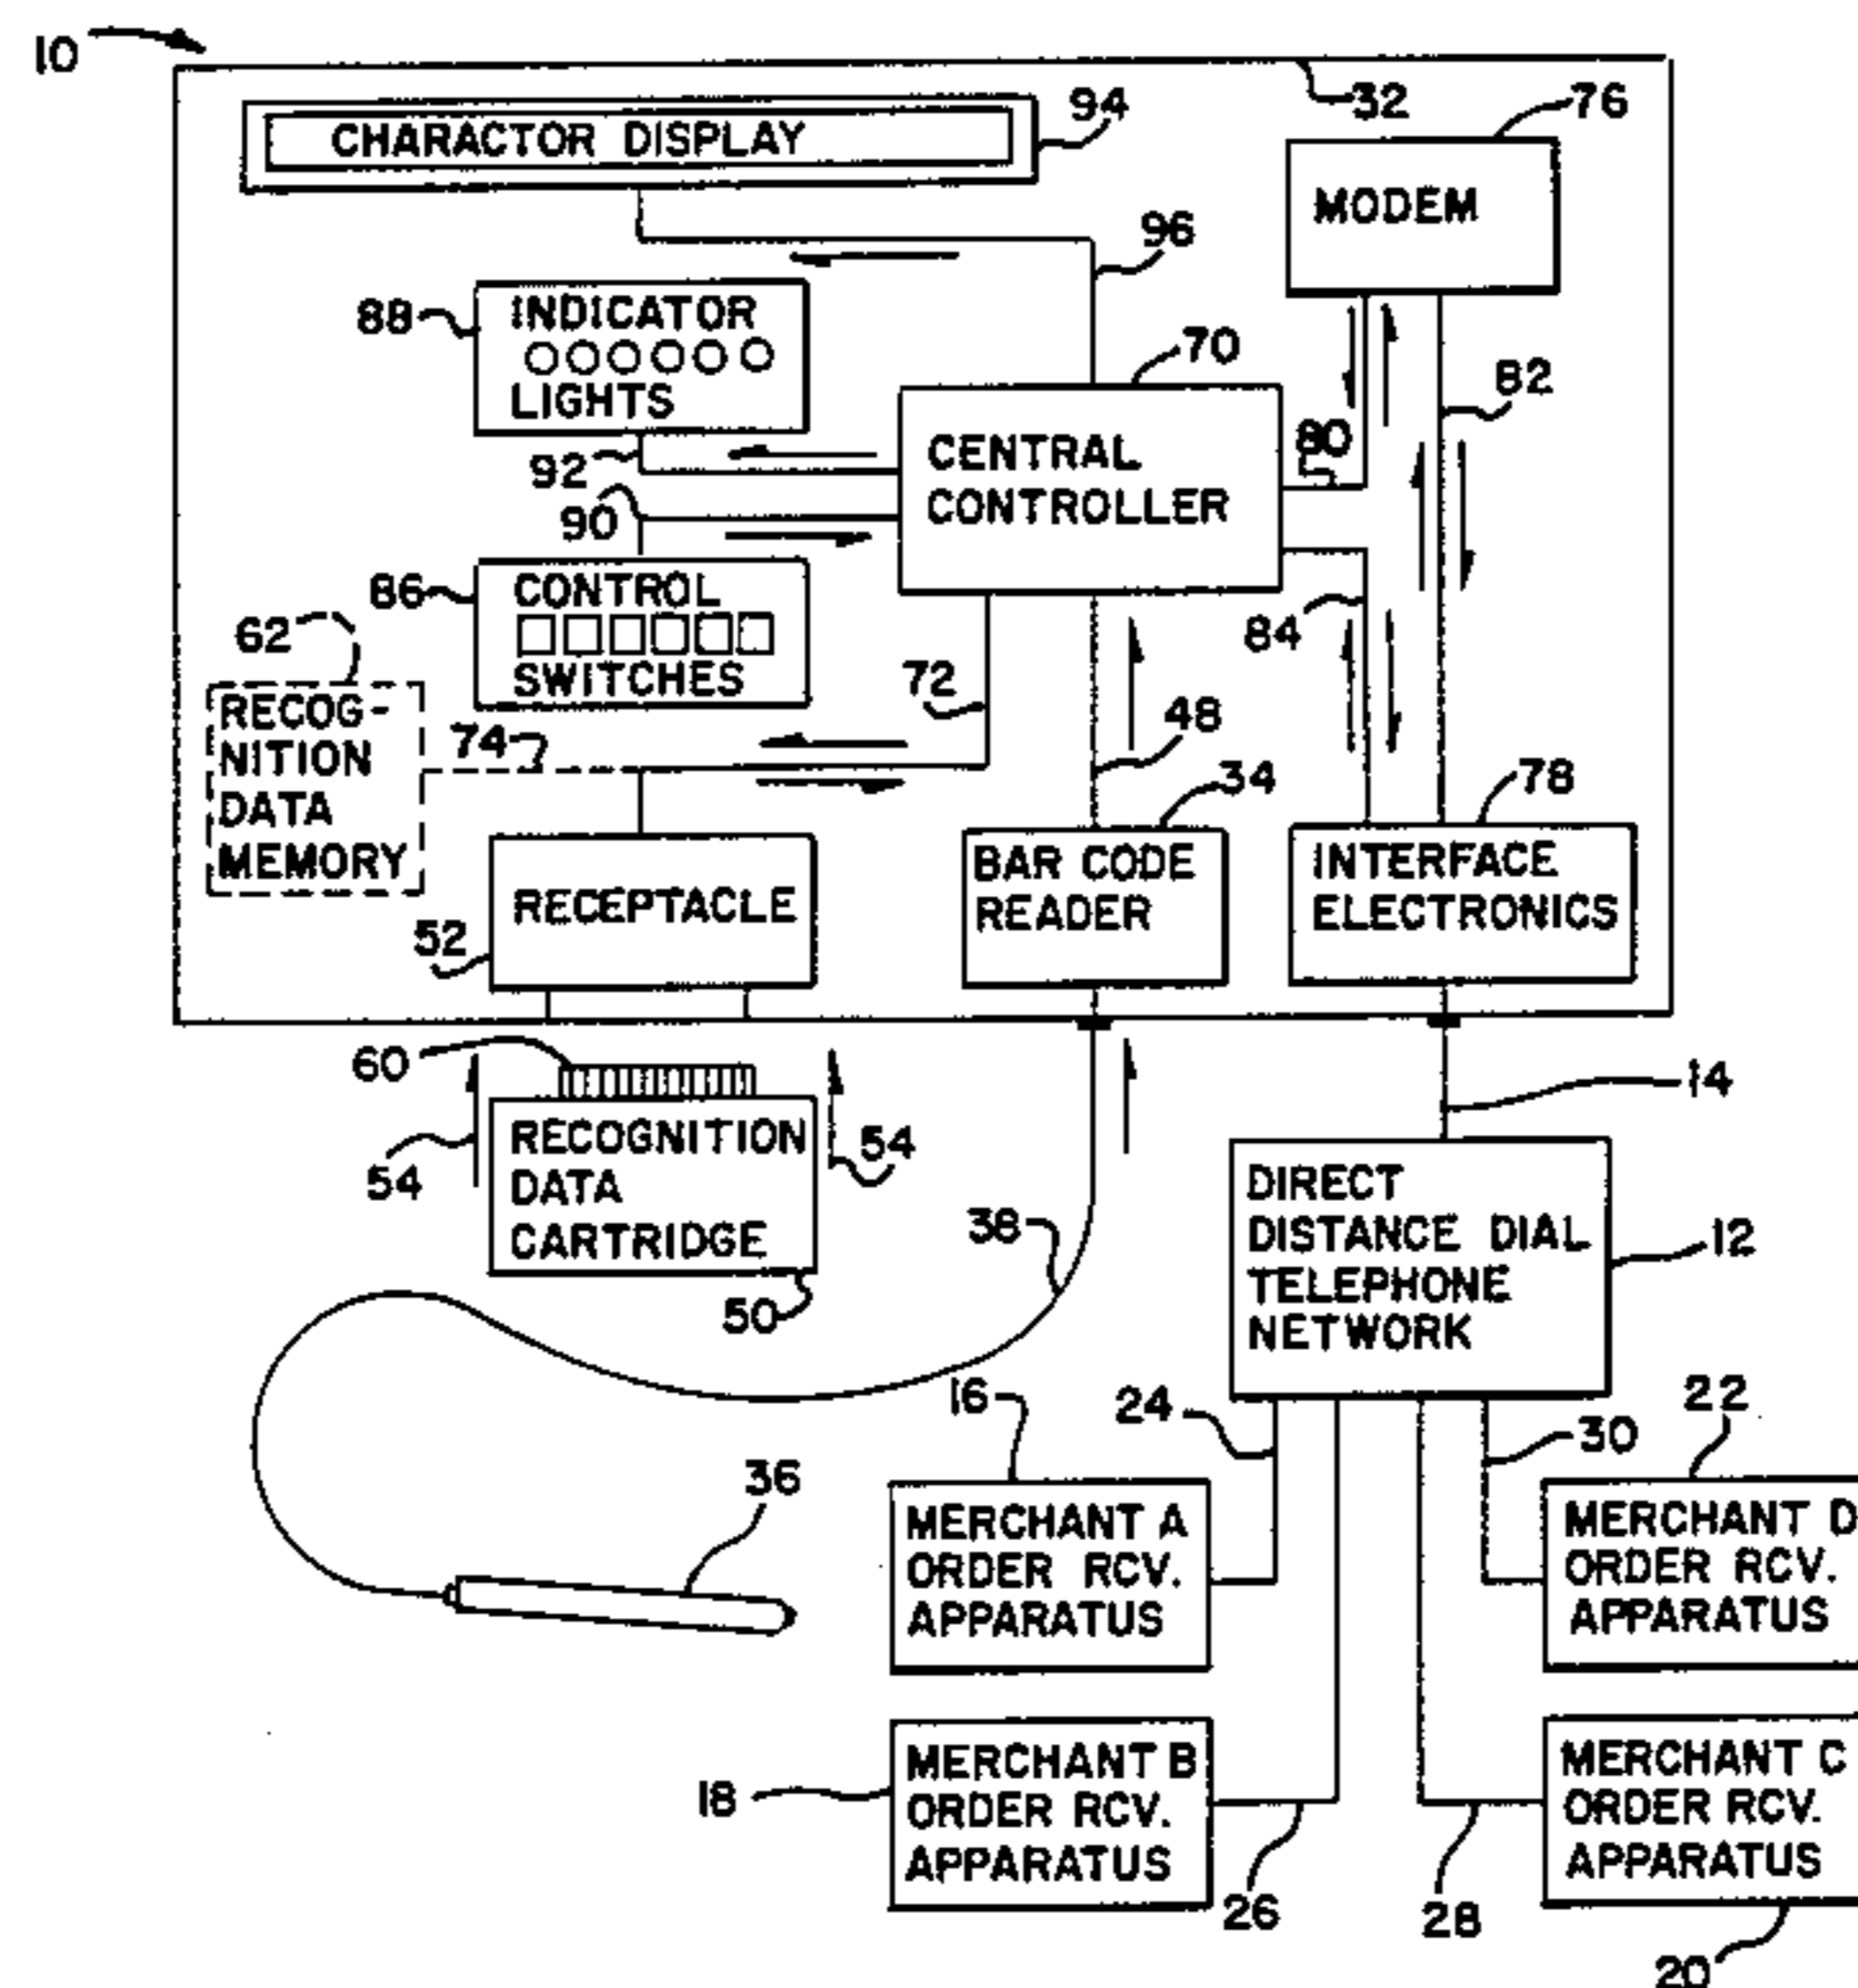 10
32
94
76
CHARACTOR DISPLAY
MODEM
96
88
INDICATOR
LIGHTS
70
82
92
80
CENTRAL
CONTROLLER
90
86
CONTROL
SWITCHES
62
84
RECOG-
NITION
DATA
MEMORY
72
74
48
34
78
RECEPTACLE
BAR CODE
READER
INTERFACE
ELECTRONICS
52
60
14
54
RECOGNITION
DATA
CARTRIDGE
54
50
38
DIRECT
DISTANCE DIAL
TELEPHONE
NETWORK
12
16
24
22
30
36
MERCHANT A
ORDER RCV.
APPARATUS
MERCHANT D
ORDER RCV.
APPARATUS
18
MERCHANT B
ORDER RCV.
APPARATUS
MERCHANT C
ORDER RCV.
APPARATUS
26
28
20